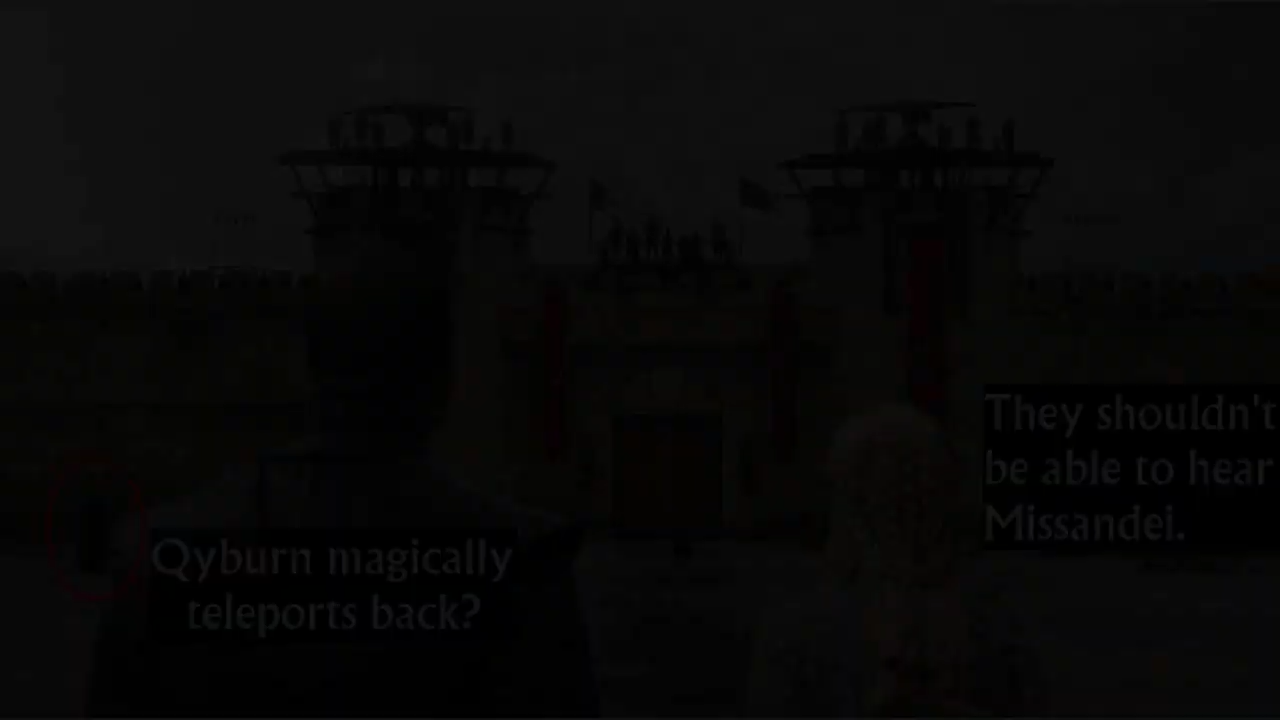 They shouldn't
be able to hear
Missandei.
Qyburn magically
teleports back?